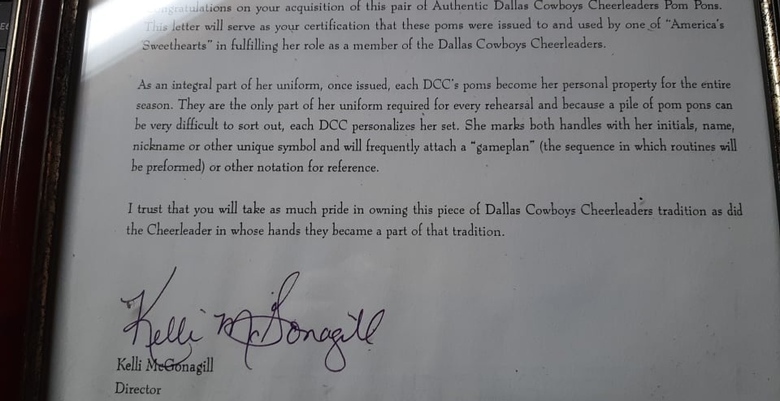 Congratulations on your acquisition of this pair of Authentic Dallas Cowboys Cheerleaders Pom Pons.
This letter will serve as your certification that these poms were issued to and used by one of "America's
Sweethearts" in fulfilling her role as a member of the Dallas Cowboys Cheerleaders.
As an integral part of her uniform, once issued, each DCC's poms become her personal property for the entire
season. They are the only part of her uniform required for every rehearsal and because a pile of pom pons can
be very difficult to sort out, each DCC personalizes her set. She marks both handles with her initials, name,
nickname or other unique symbol and will frequently attach a "gameplan" (the sequence in which routines will
be preformed) or other notation for reference.
I trust that you will take as much pride in owning this piece of Dallas Cowboys Cheerleaders tradition as did
the Cheerleader in whose hands they became a part of that tradition.
Kelli McGonagill
Kelli McGonagill
Director